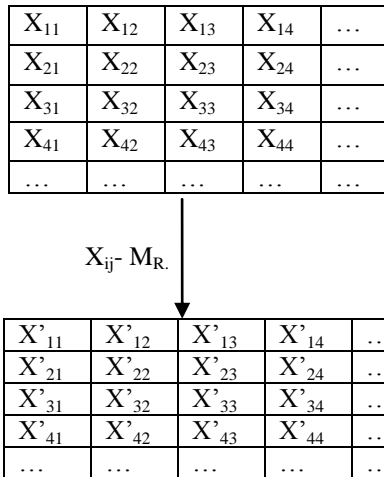 X₁₁ X₁₂ X₁₃ X₁₄ …
X₂₁ X₂₂ X₂₃ X₂₄ …
X₃₁ X₃₂ X₃₃ X₃₄ …
X₄₁ X₄₂ X₄₃ X₄₄ …
… … … … …
Xᵢⱼ- M_R.
X’₁₁ X’₁₂ X’₁₃ X’₁₄ …
X’₂₁ X’₂₂ X’₂₃ X’₂₄ …
X’₃₁ X’₃₂ X’₃₃ X’₃₄ …
X’₄₁ X’₄₂ X’₄₃ X’₄₄ …
… … … … …